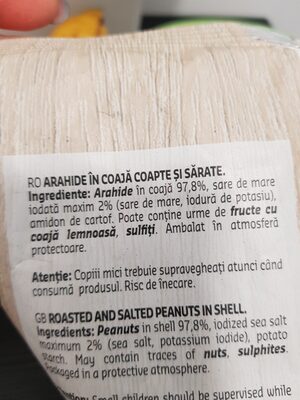 RO ARAHIDE ÎN COAJĂ COAPTE ȘI SĂRATE.
Ingrediente: Arahide în coajă 97,8%, sare de mare
iodată maxim 2% (sare de mare, iodură de potasiu),
amidon de cartof. Poate conține urme de fructe cu
coajă lemnoasă, sulfiți. Ambalat în atmosferă
protectoare.
Atenție: Copiii mici trebuie supravegheați atunci când
consumă produsul. Risc de înecare.
GB ROASTED AND SALTED PEANUTS IN SHELL.
Ingredients: Peanuts in shell 97,8%, iodized sea salt
maximum 2% (sea salt, potassium iodide), potato
starch. May contain traces of nuts, sulphites.
Packaged in a protective atmosphere.
Small children should be supervised while